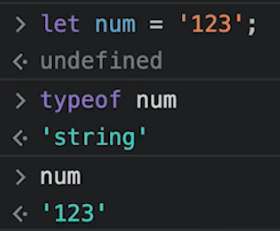 > let num = '123';
<· undefined
> typeof num
<· 'string'
> num
<· '123'